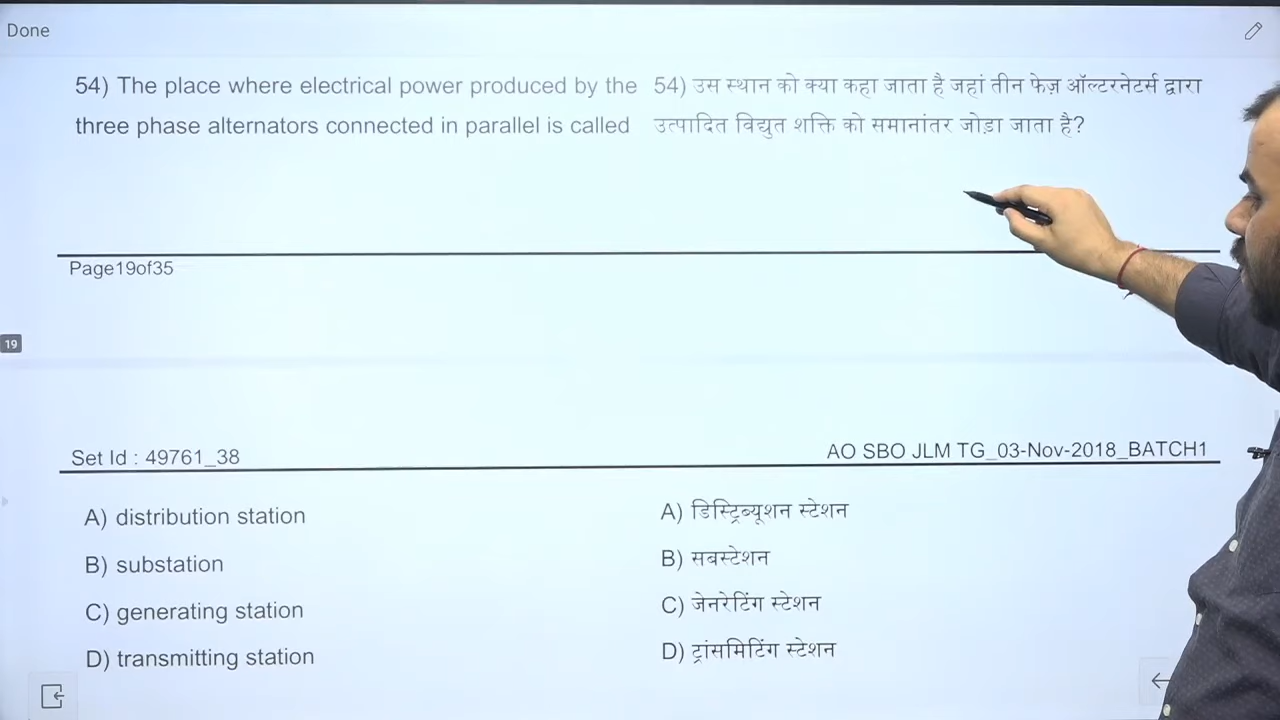 Done
54) The place where electrical power produced by the
three phase alternators connected in parallel is called
54) उस स्थान को क्या कहा जाता है जहां तीन फेज़ ऑल्टरनेटर्स द्वारा
उत्पादित विद्युत शक्ति को समानांतर जोड़ा जाता है?
Page19of35
19
Set Id : 49761_38
AO SBO JLM TG_03-Nov-2018_BATCH1
A) distribution station
B) substation
C) generating station
D) transmitting station
A) डिस्ट्रिब्यूशन स्टेशन
B) सबस्टेशन
C) जेनरेटिंग स्टेशन
D) ट्रांसमिटिंग स्टेशन